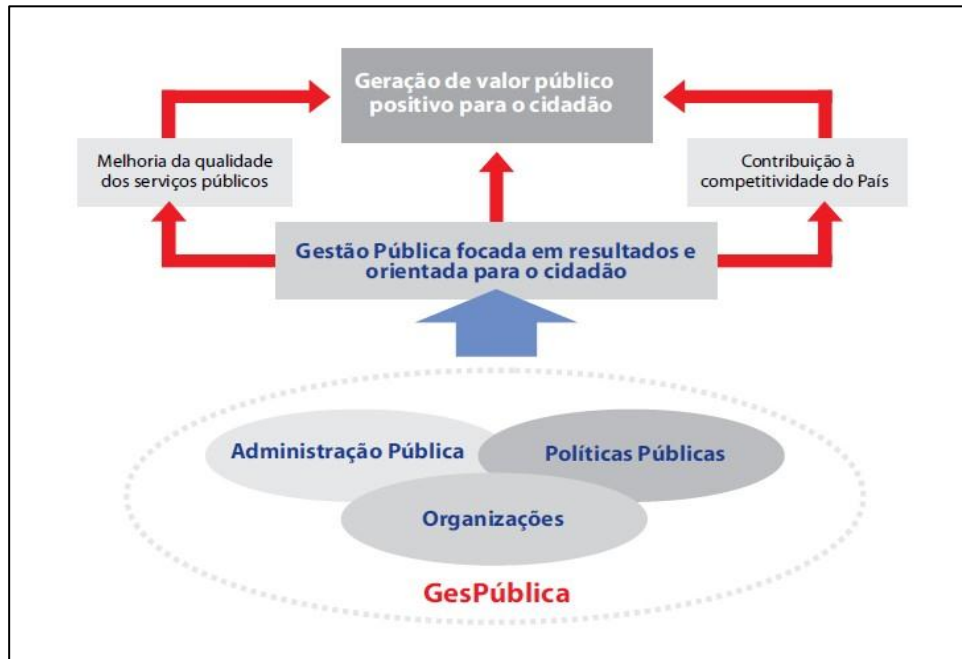 Geração de valor público
positivo para o cidadão
Melhoria da qualidade
dos serviços públicos
Contribuição à
competitividade do País
Gestão Pública focada em resultados e
orientada para o cidadão
Administração Pública
Políticas Públicas
Organizações
GesPública